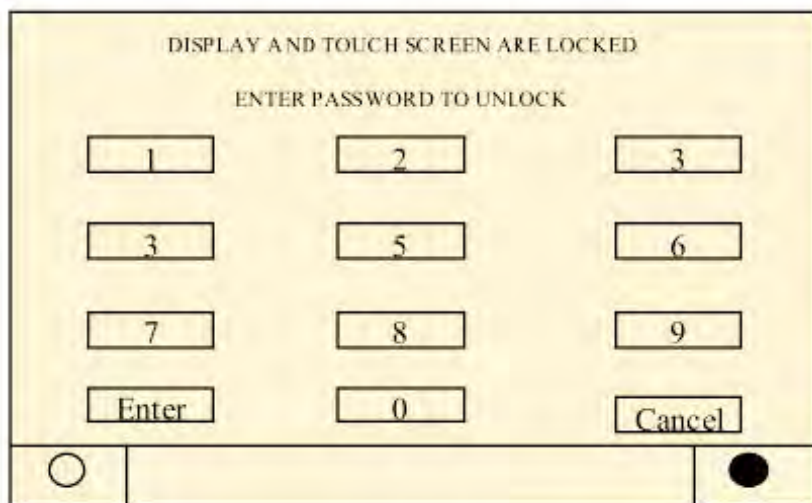 DISPLAY AND TOUCH SCREEN ARE LOCKED
ENTER PASSWORD TO UNLOCK
1 2 3
3 5 6
7 8 9
Enter 0 Cancel